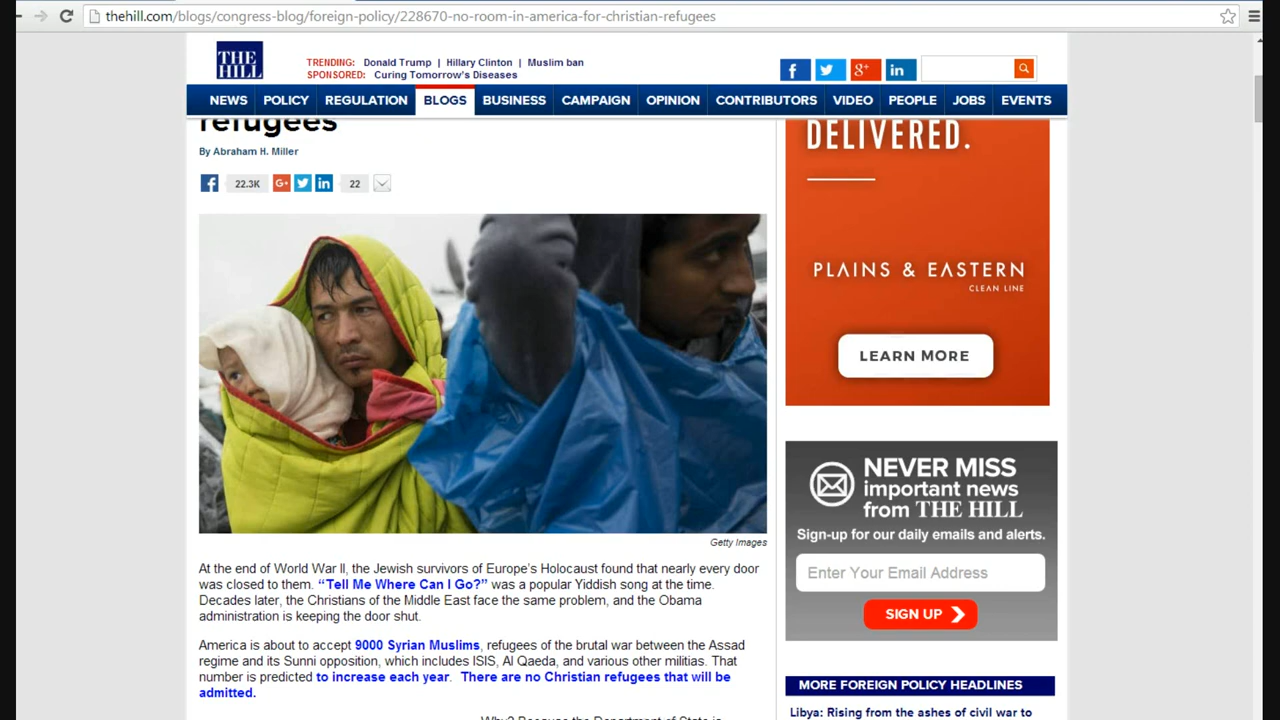 thehill.com/blogs/congress-blog/foreign-policy/228670-no-room-in-america-for-christian-refugees
THE HILL
TRENDING: Donald Trump | Hillary Clinton | Muslim ban
SPONSORED: Curing Tomorrow's Diseases
f g+ in
NEWS POLICY REGULATION BLOGS BUSINESS CAMPAIGN OPINION CONTRIBUTORS VIDEO PEOPLE JOBS EVENTS
refugees
By Abraham H. Miller
f 22.3K G+ in 22
DELIVERED.
PLAINS & EASTERN
CLEAN LINE
LEARN MORE
Getty Images
At the end of World War II, the Jewish survivors of Europe's Holocaust found that nearly every door
was closed to them. “Tell Me Where Can I Go?” was a popular Yiddish song at the time.
Decades later, the Christians of the Middle East face the same problem, and the Obama
administration is keeping the door shut.
America is about to accept 9000 Syrian Muslims, refugees of the brutal war between the Assad
regime and its Sunni opposition, which includes ISIS, Al Qaeda, and various other militias. That
number is predicted to increase each year. There are no Christian refugees that will be
admitted.
Why? Because the Department of State is
NEVER MISS
important news
from THE HILL
Sign-up for our daily emails and alerts.
Enter Your Email Address
SIGN UP
MORE FOREIGN POLICY HEADLINES
Libya: Rising from the ashes of civil war to